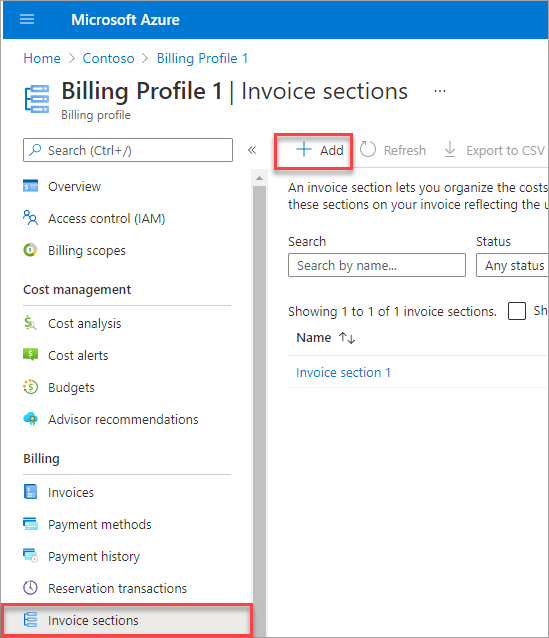 Microsoft Azure
Home > Contoso > Billing Profile 1
Billing Profile 1 | Invoice sections ...
Billing profile
Search (Ctrl+/)
«
Overview
Access control (IAM)
Billing scopes
Cost management
Cost analysis
Cost alerts
Budgets
Advisor recommendations
Billing
Invoices
Payment methods
Payment history
Reservation transactions
Invoice sections
+ Add Refresh Export to CSV
An invoice section lets you organize the costs
these sections on your invoice reflecting the u
Search Status
Search by name... Any status
Showing 1 to 1 of 1 invoice sections. Sh
Name ↑↓
Invoice section 1